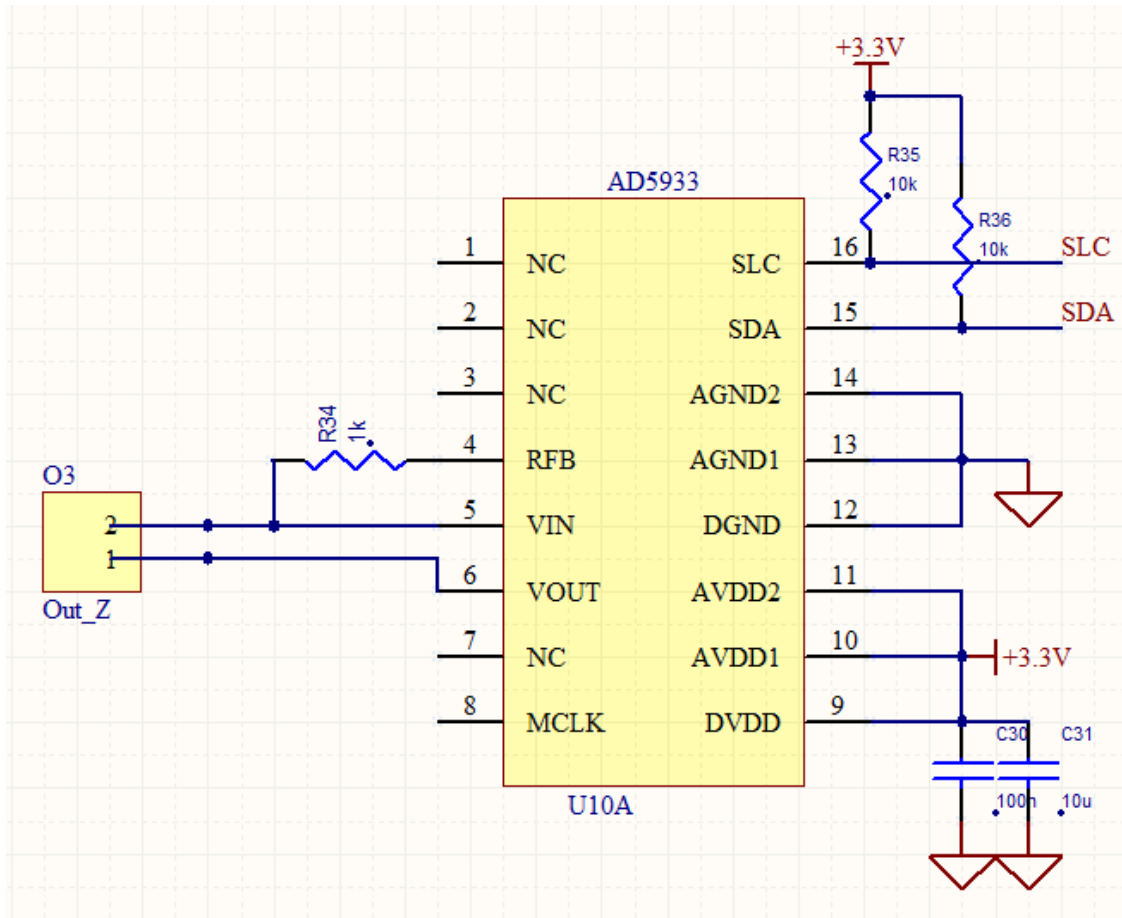 +3.3V
R35
10k
AD5933
R36
10k
1 NC SLC 16 SLC
2 NC SDA 15 SDA
3 NC AGND2 14
R34
1k
4 RFB AGND1 13
O3
2
5 VIN DGND 12
1
6 VOUT AVDD2 11
Out_Z
7 NC AVDD1 10 +3.3V
8 MCLK DVDD 9
C30 C31
100n 10u
U10A